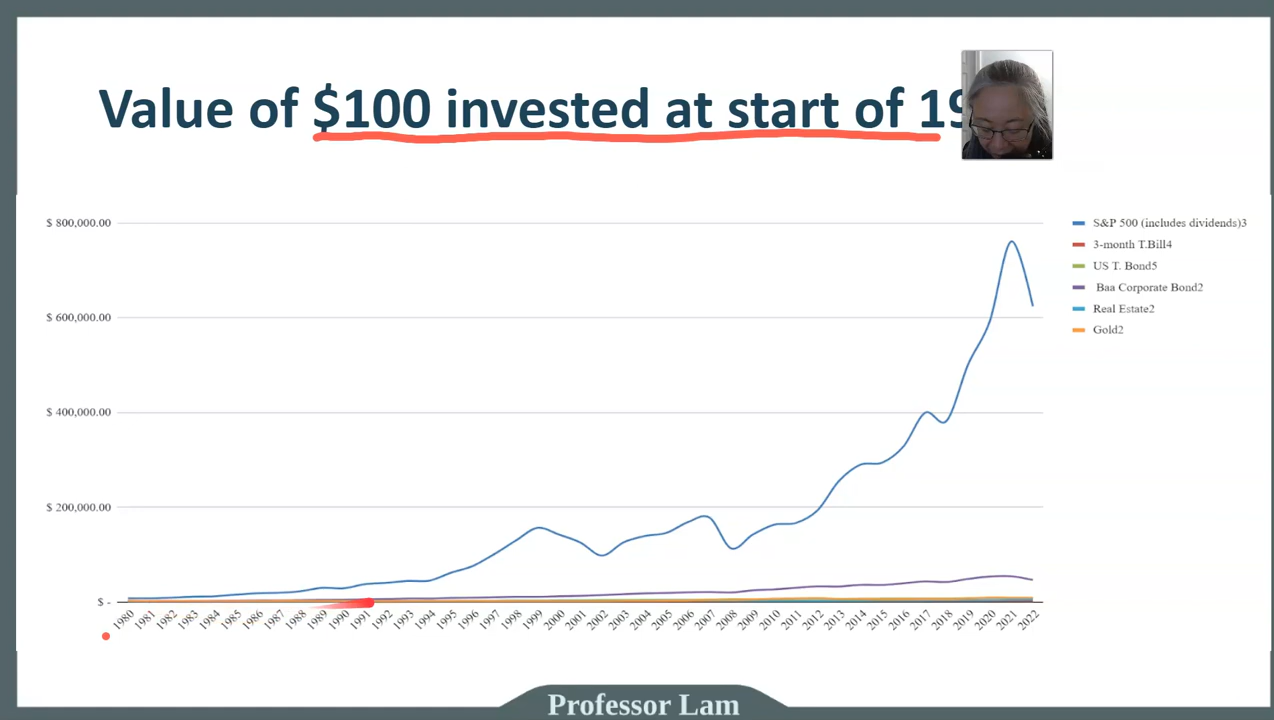 Value of $100 invested at start of
$ 800,000.00
$ 600,000.00
$ 400,000.00
$ 200,000.00
$ -
1980 1981 1982 1983 1984 1985 1986 1987 1988 1989 1990 1991 1992 1993 1994 1995 1996 1997 1998 1999 2000 2001 2002 2003 2004 2005 2006 2007 2008 2009 2010 2011 2012 2013 2014 2015 2016 2017 2018 2019 2020 2021 2022
S&P 500 (includes dividends)3
3-month T.Bill4
US T. Bond5
Baa Corporate Bond2
Real Estate2
Gold2
Professor Lam